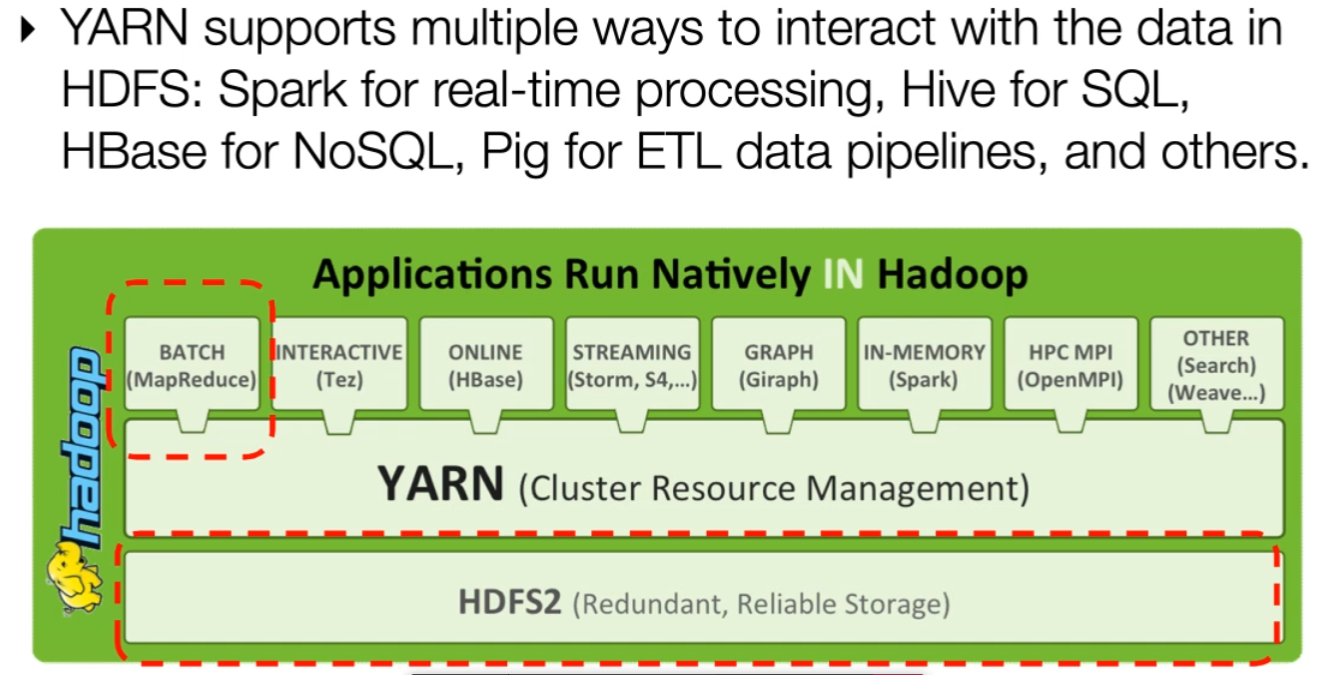 YARN supports multiple ways to interact with the data in
HDFS: Spark for real-time processing, Hive for SQL,
HBase for NoSQL, Pig for ETL data pipelines, and others.
Applications Run Natively IN Hadoop
hadoop
BATCH
(MapReduce)
INTERACTIVE
(Tez)
ONLINE
(HBase)
STREAMING
(Storm, S4,...)
GRAPH
(Giraph)
IN-MEMORY
(Spark)
HPC MPI
(OpenMPI)
OTHER
(Search)
(Weave...)
YARN (Cluster Resource Management)
HDFS2 (Redundant, Reliable Storage)